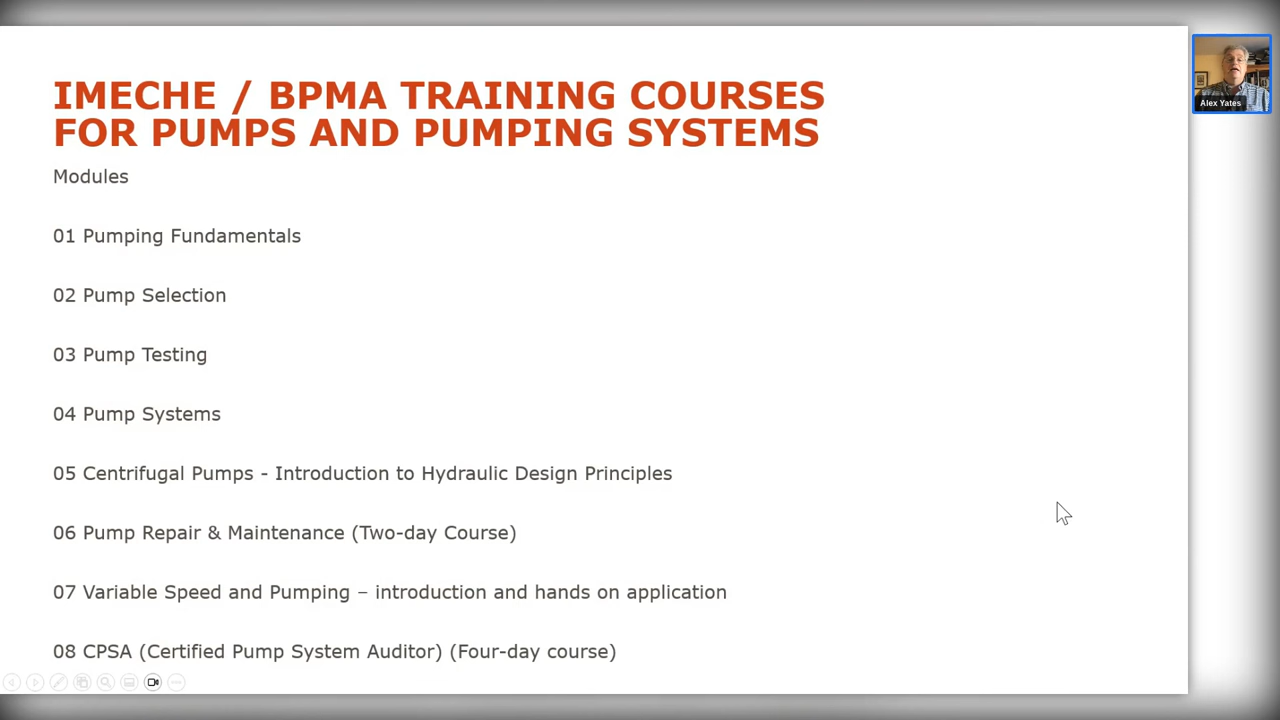 IMECHE / BPMA TRAINING COURSES
FOR PUMPS AND PUMPING SYSTEMS
Modules
01 Pumping Fundamentals
02 Pump Selection
03 Pump Testing
04 Pump Systems
05 Centrifugal Pumps - Introduction to Hydraulic Design Principles
06 Pump Repair & Maintenance (Two-day Course)
07 Variable Speed and Pumping – introduction and hands on application
08 CPSA (Certified Pump System Auditor) (Four-day course)
Alex Yates